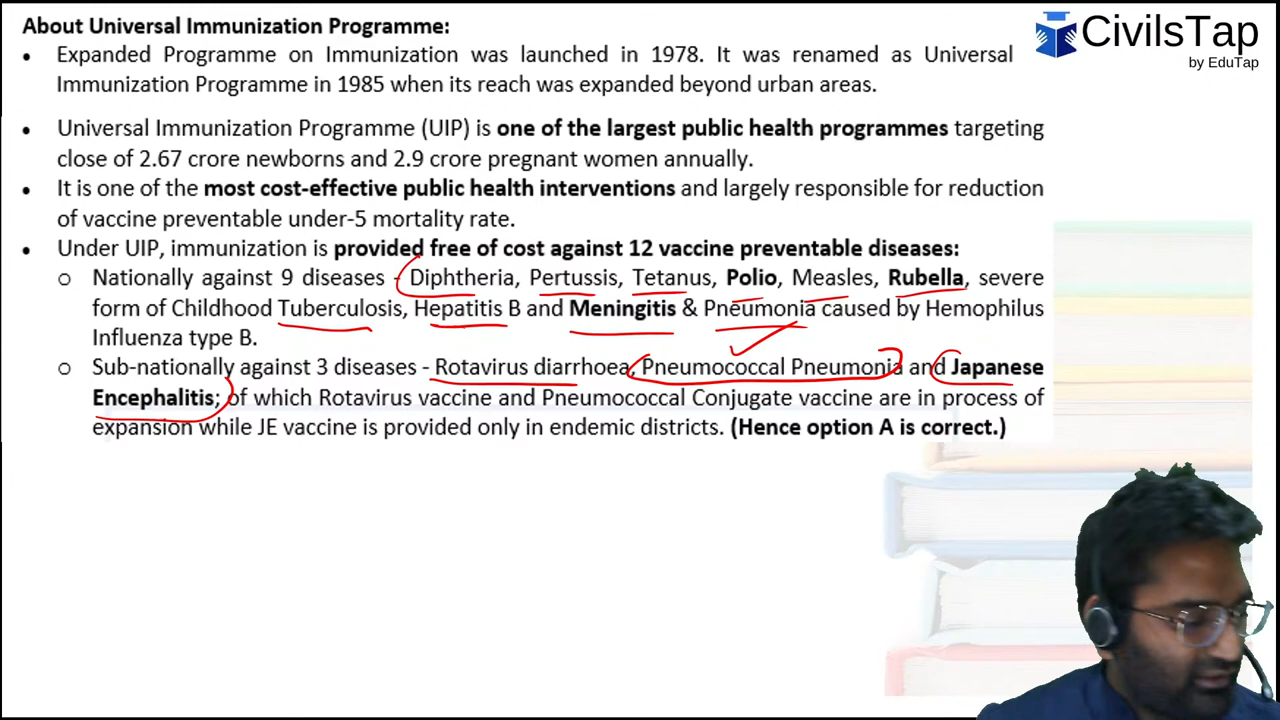 About Universal Immunization Programme:
CivilsTap
by EduTap
• Expanded Programme on Immunization was launched in 1978. It was renamed as Universal
Immunization Programme in 1985 when its reach was expanded beyond urban areas.
• Universal Immunization Programme (UIP) is one of the largest public health programmes targeting
close of 2.67 crore newborns and 2.9 crore pregnant women annually.
• It is one of the most cost-effective public health interventions and largely responsible for reduction
of vaccine preventable under-5 mortality rate.
• Under UIP, immunization is provided free of cost against 12 vaccine preventable diseases:
o Nationally against 9 diseases - Diphtheria, Pertussis, Tetanus, Polio, Measles, Rubella, severe
form of Childhood Tuberculosis, Hepatitis B and Meningitis & Pneumonia caused by Hemophilus
Influenza type B.
o Sub-nationally against 3 diseases - Rotavirus diarrhoea, Pneumococcal Pneumonia and Japanese
Encephalitis; of which Rotavirus vaccine and Pneumococcal Conjugate vaccine are in process of
expansion while JE vaccine is provided only in endemic districts. (Hence option A is correct.)